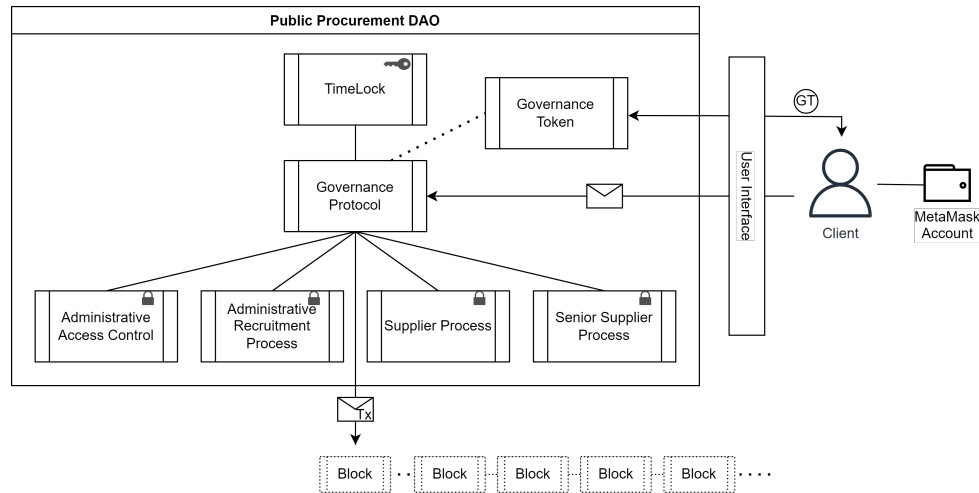 Public Procurement DAO
TimeLock
Governance
Token
GT
Governance
Protocol
User Interface
Client
MetaMask
Account
Administrative
Access Control
Administrative
Recruitment
Process
Supplier Process
Senior Supplier
Process
Tx
Block
Block
Block
Block
Block